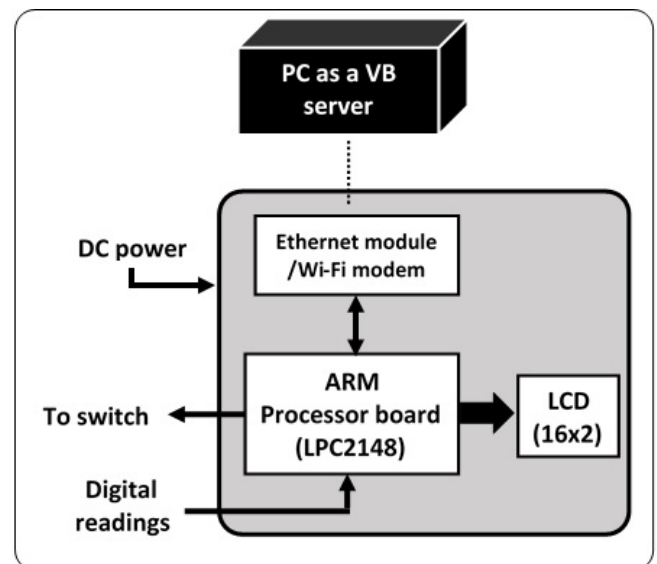 PC as a VB
server
DC power
Ethernet module
/Wi-Fi modem
ARM
Processor board
(LPC2148)
To switch
LCD
(16x2)
Digital
readings